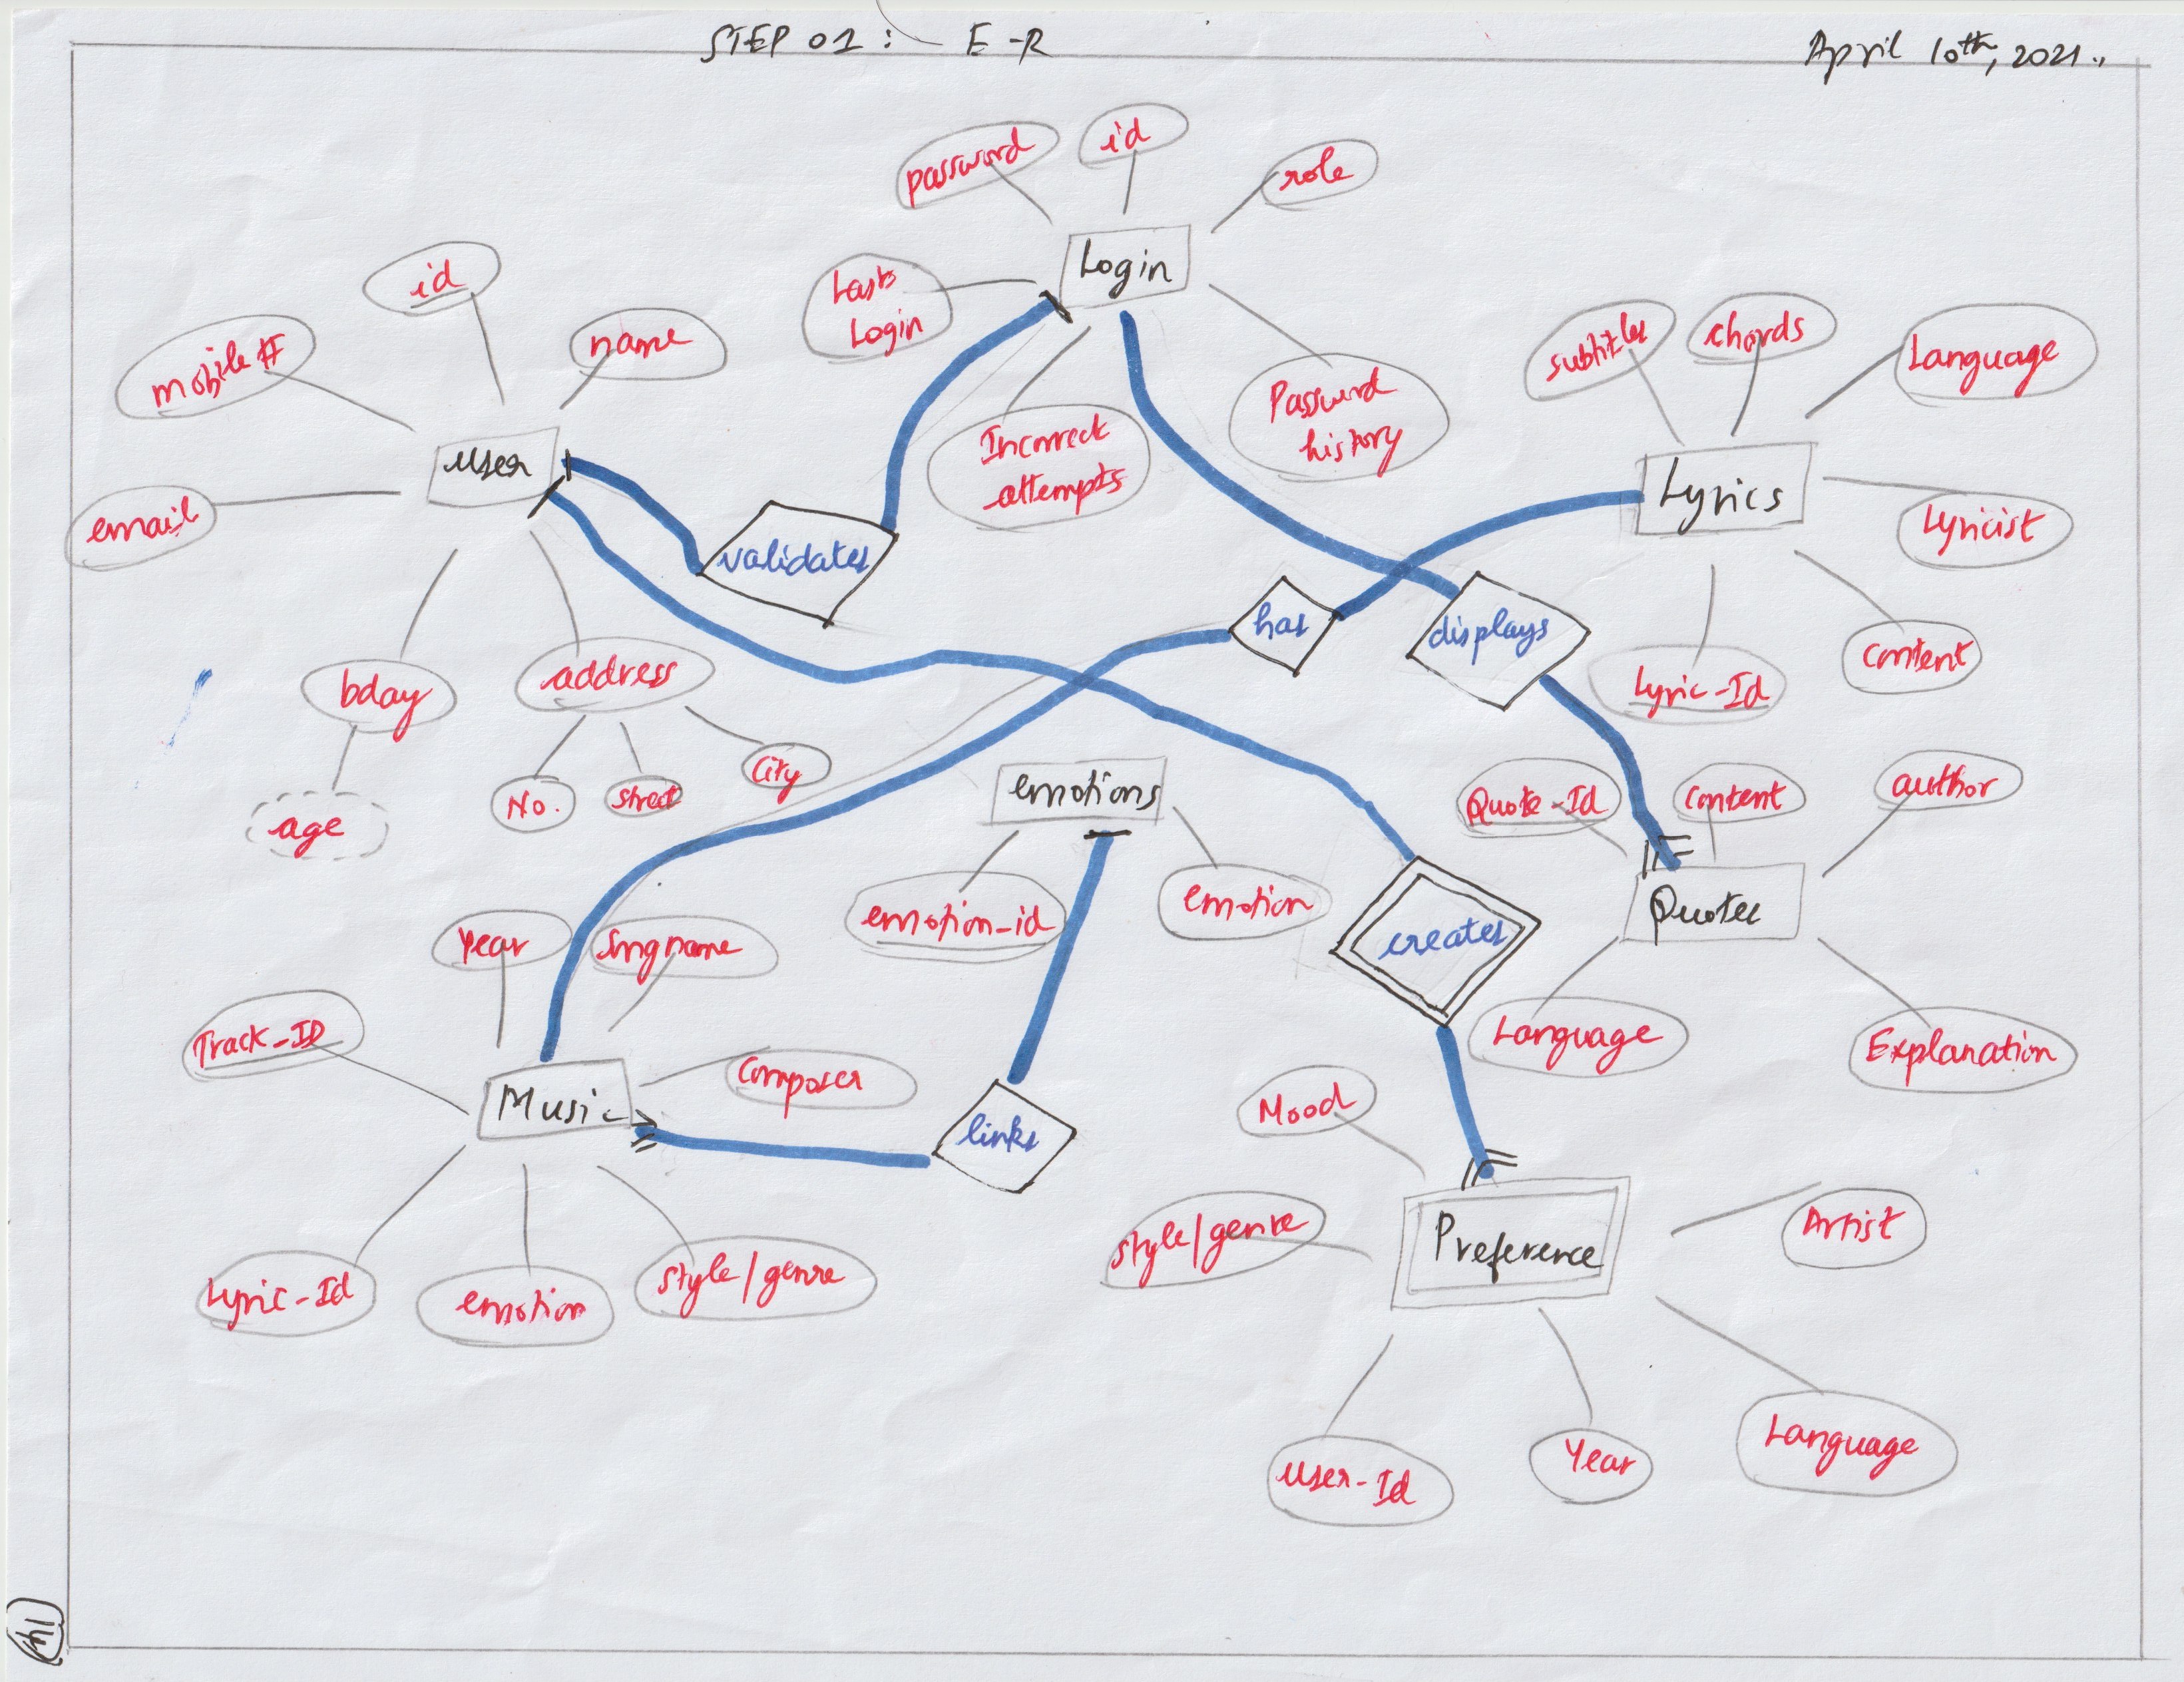 STEP 01 : E-R
April 10th, 2021.,
password
id
role
Login
Last
Login
Incorrect
attempts
Password
history
id
mobile #
name
user
email
bday
age
address
No.
street
City
validates
subtitles
chords
Language
Lyrics
Lyricist
content
Lyric-Id
has
displays
emotions
emotion-id
emotion
creates
Quote-Id
Content
author
Quotes
Language
Explanation
Year
Songname
Track-ID
Composer
Music
Lyric-Id
emotion
style/genre
links
Mood
style/genre
Preference
Artist
User-Id
Year
Language